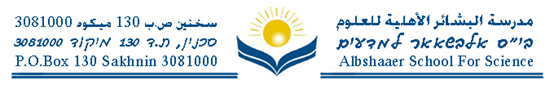 مدرسة البشائر الأهلية للعلوم
בי״ס אלבשאאר למדעים
Albshaaer School For Science
سخنين ص.ب 130 ميكود 3081000
סכנין, ת.ד 130 מיקוד 3081000
P.O.Box 130 Sakhnin 3081000